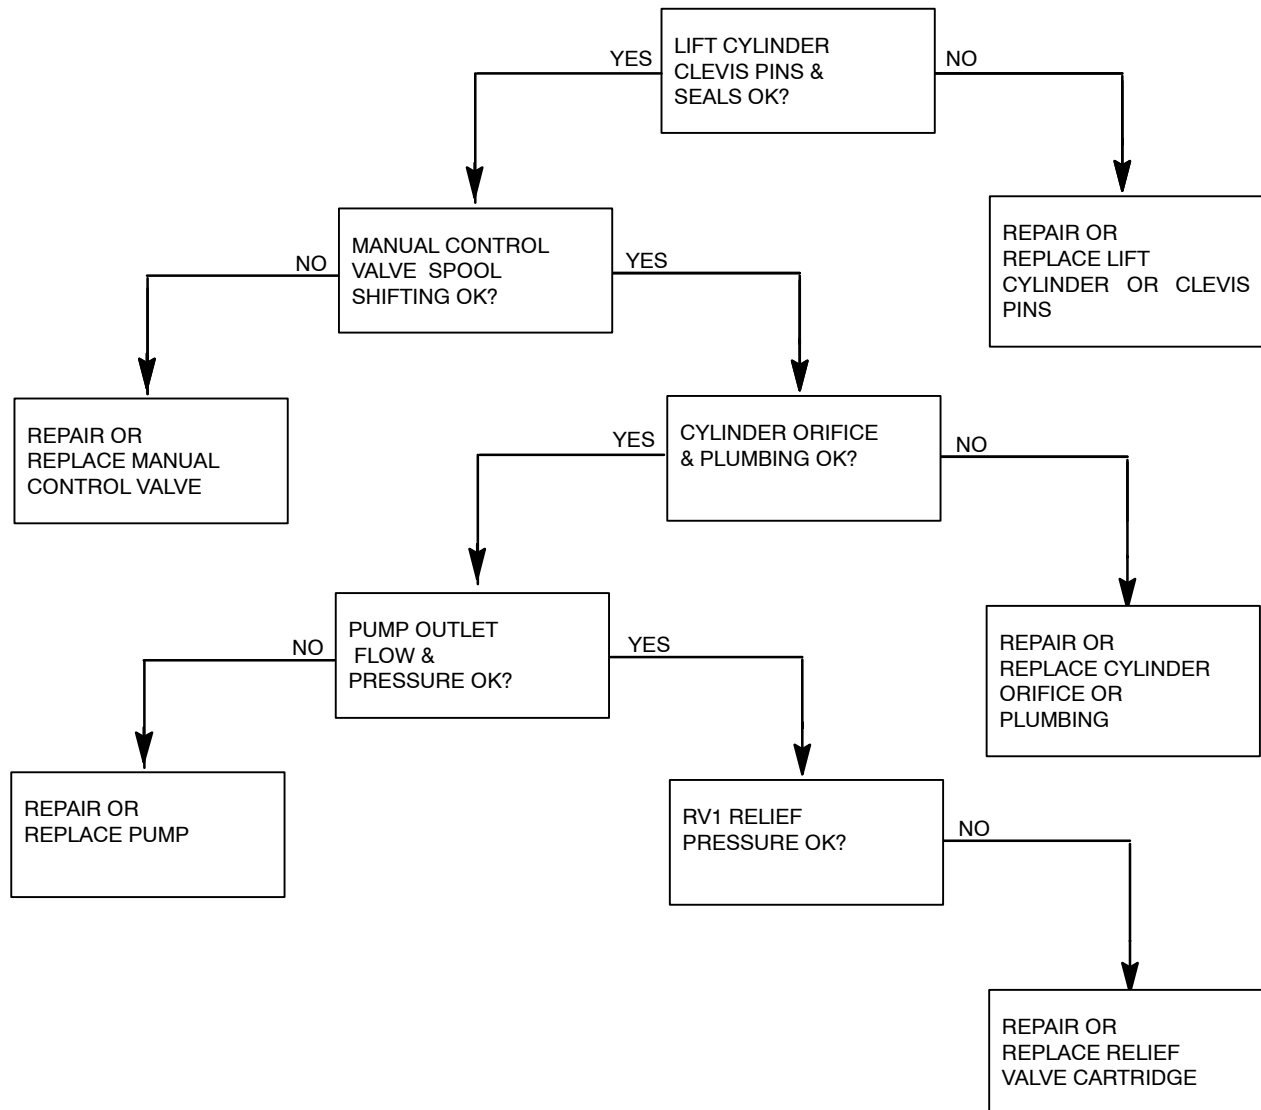 LIFT CYLINDER
CLEVIS PINS &
SEALS OK?
YES
NO
MANUAL CONTROL
VALVE SPOOL
SHIFTING OK?
NO
YES
REPAIR OR
REPLACE LIFT
CYLINDER OR CLEVIS
PINS
REPAIR OR
REPLACE MANUAL
CONTROL VALVE
CYLINDER ORIFICE
& PLUMBING OK?
YES
NO
PUMP OUTLET
FLOW &
PRESSURE OK?
NO
YES
REPAIR OR
REPLACE CYLINDER
ORIFICE OR
PLUMBING
REPAIR OR
REPLACE PUMP
RV1 RELIEF
PRESSURE OK?
NO
REPAIR OR
REPLACE RELIEF
VALVE CARTRIDGE